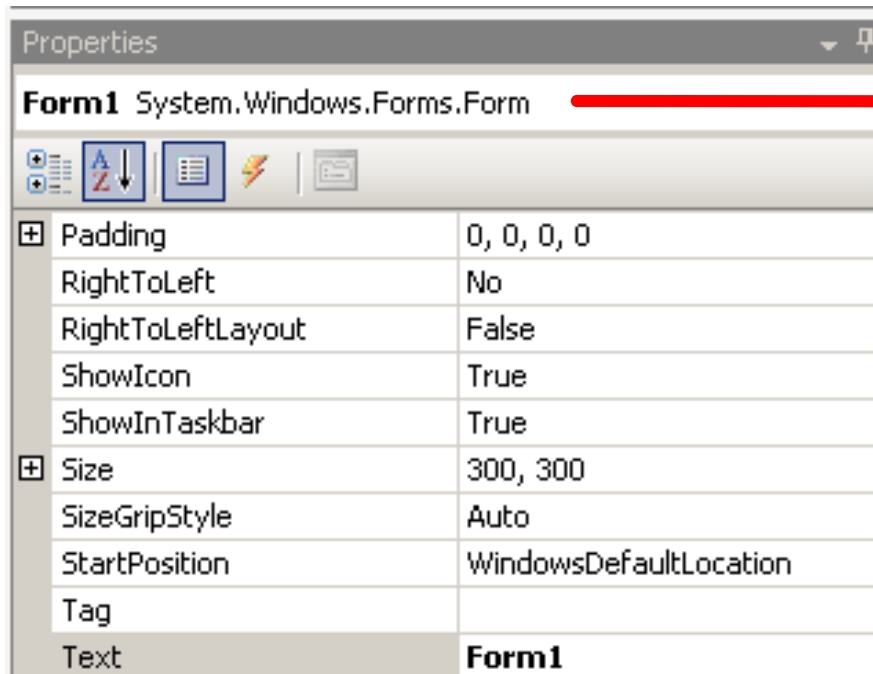 Properties
Form1 System.Windows.Forms.Form
A Z
Padding 0, 0, 0, 0
RightToLeft No
RightToLeftLayout False
ShowIcon True
ShowInTaskbar True
Size 300, 300
SizeGripStyle Auto
StartPosition WindowsDefaultLocation
Tag
Text Form1